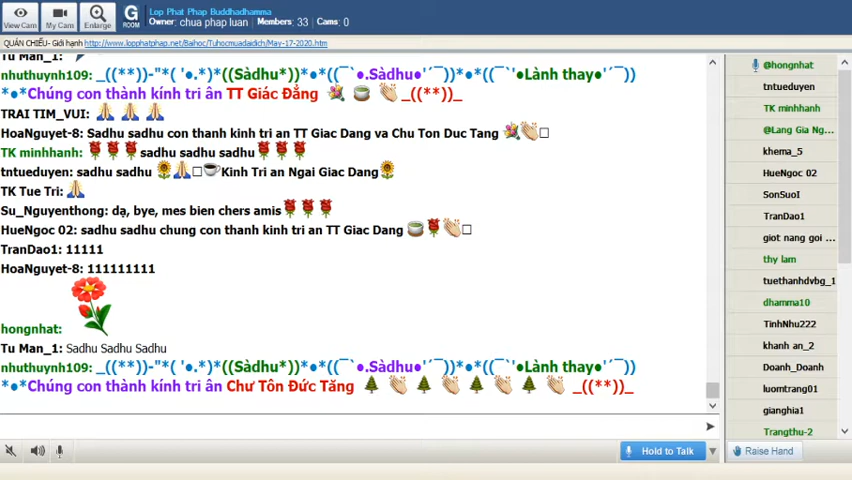 View Cam
My Cam
Enlarge
G
ROOM
Lop Phat Phap Buddhadhamma
Owner: chua phap luan Members: 33 Cams: 0
QUÁN CHIẾU- Giới hạnh http://www.lopphatphap.net/Baihoc/Tuhocmuadaidich/May-17-2020.htm
Tu Man_1:
nhuthuynh109: _((**))-"*( '●.*)*((Sàdhu*))*●*((¯`●.Sàdhu●'´¯))*●*((¯`'●Lành thay●'´¯))
*●*Chúng con thành kính tri ân TT Giác Đẳng _((**))_
TRAI TIM_VUI:
HoaNguyet-8: Sadhu sadhu con thanh kinh tri an TT Giac Dang va Chu Ton Duc Tang
TK minhhanh: sadhu sadhu sadhu
tntueduyen: sadhu sadhu Kinh Tri an Ngai Giac Dang
TK Tue Tri:
Su_Nguyenthong: dạ, bye, mes bien chers amis
HueNgoc 02: sadhu sadhu chung con thanh kinh tri an TT Giac Dang
TranDao1: 11111
HoaNguyet-8: 111111111
hongnhat:
Tu Man_1: Sadhu Sadhu Sadhu
nhuthuynh109: _((**))-"*( '●.*)*((Sàdhu*))*●*((¯`●.Sàdhu●'´¯))*●*((¯`'●Lành thay●'´¯))
*●*Chúng con thành kính tri ân Chư Tôn Đức Tăng _((**))_
Hold to Talk
@hongnhat
tntueduyen
TK minhhanh
@Lang Gia Ng...
khema_5
HueNgoc 02
SonSuoI
TranDao1
giot nang goi ...
thy lam
tuethanhdvbg_1
dhamma10
TinhNhu222
khanh an_2
Doanh_Doanh
luomtrang01
gianghia1
Trangthu-2
Raise Hand